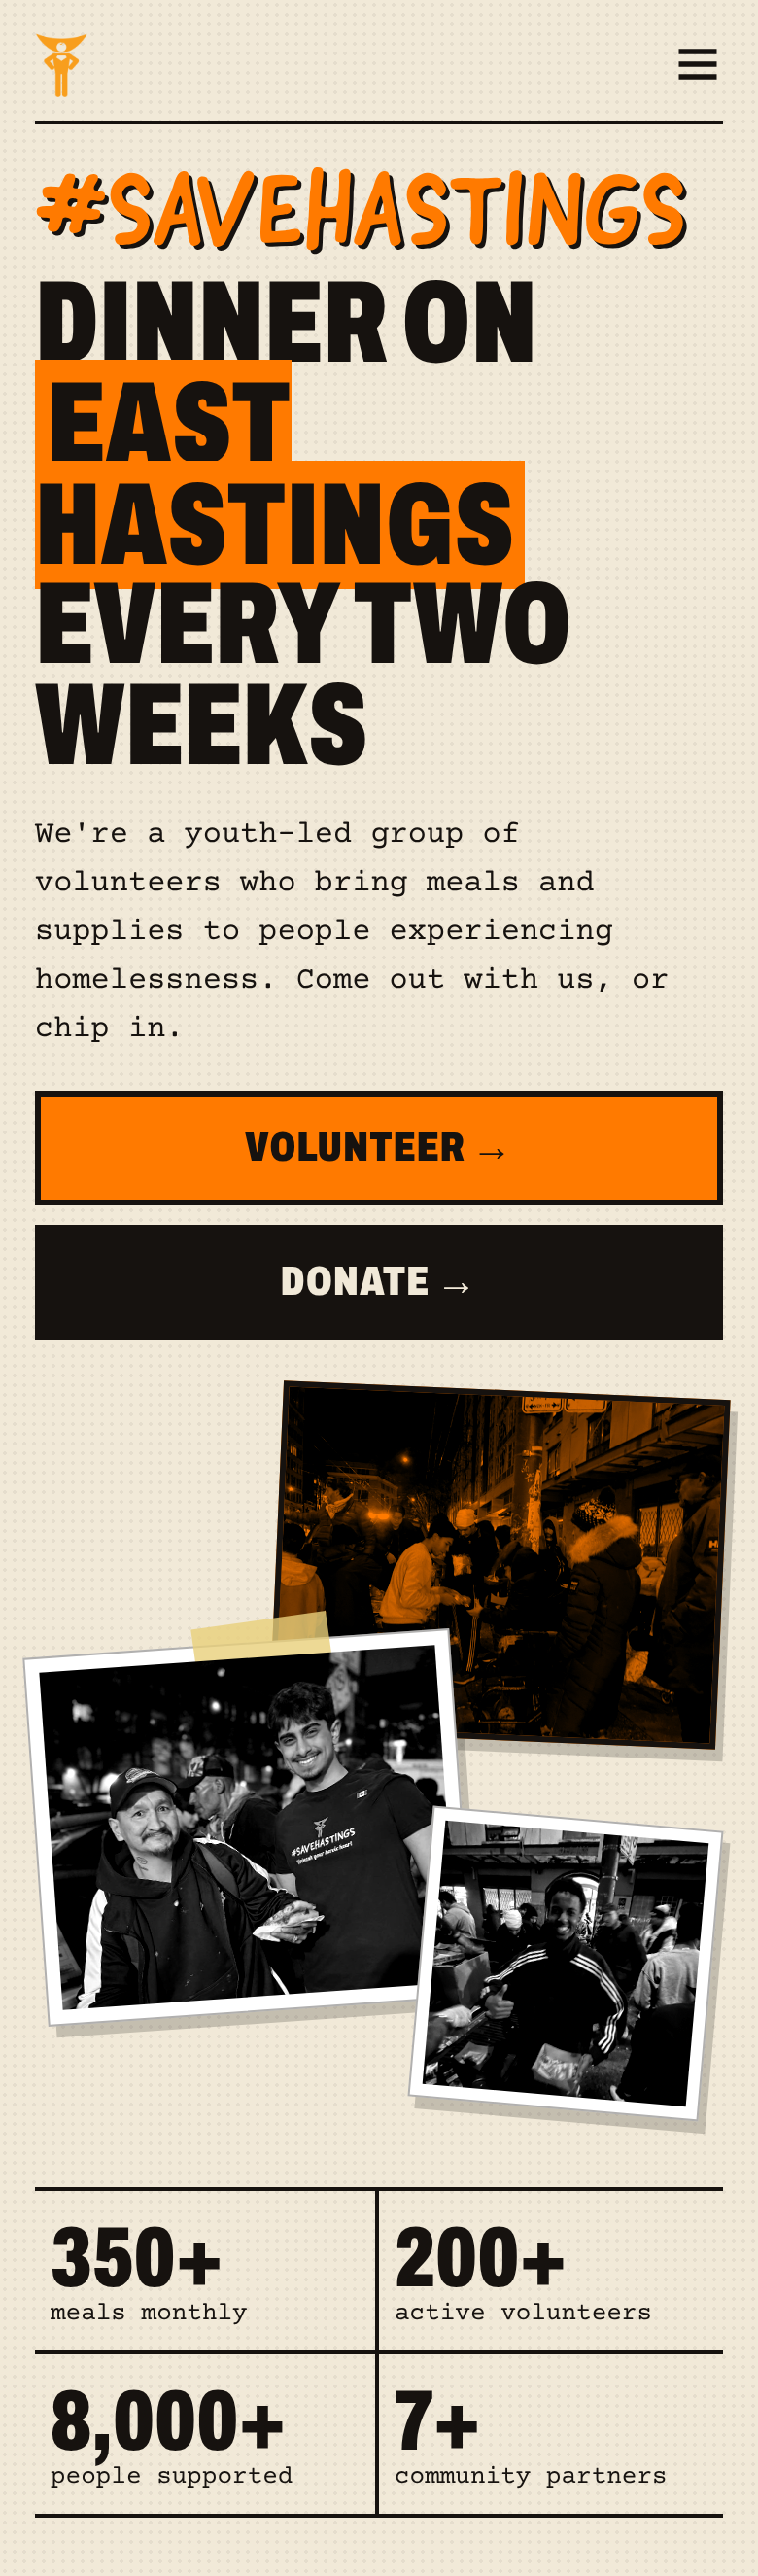 #SAVEHASTINGS
DINNER ON
EAST
HASTINGS
EVERY TWO
WEEKS
We're a youth-led group of
volunteers who bring meals and
supplies to people experiencing
homelessness. Come out with us, or
chip in.
VOLUNTEER →
DONATE →
#SAVEHASTINGS
350+
meals monthly
200+
active volunteers
8,000+
people supported
7+
community partners